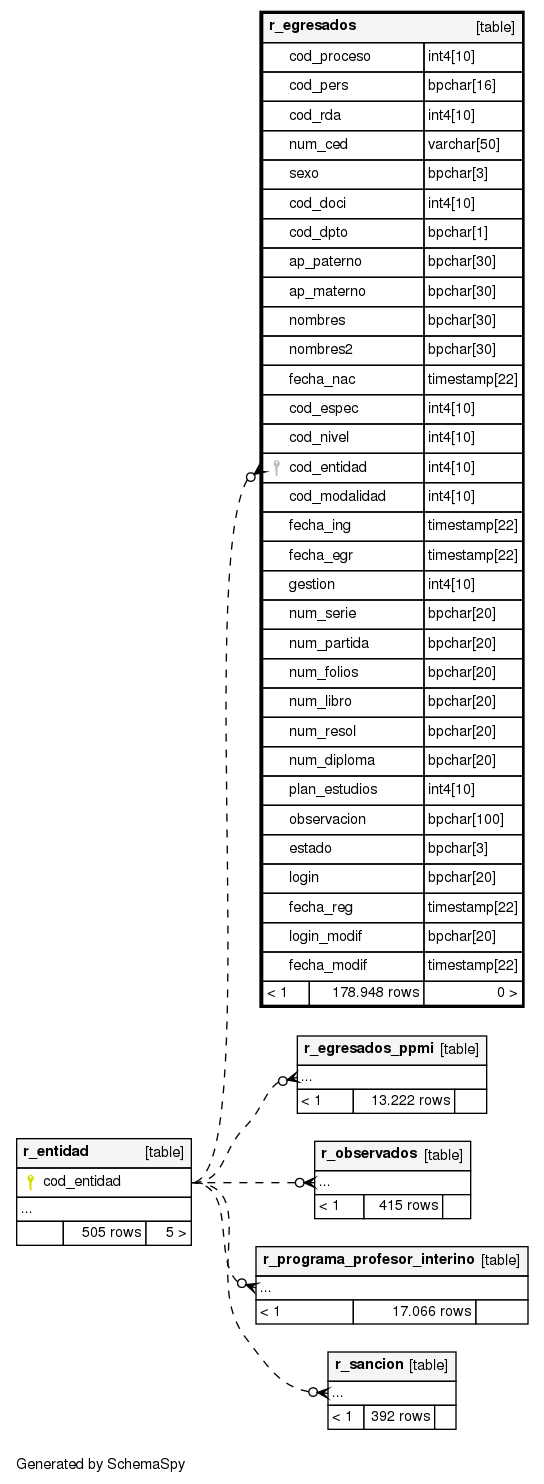 r_egresados [table]
cod_proceso int4[10]
cod_pers bpchar[16]
cod_rda int4[10]
num_ced varchar[50]
sexo bpchar[3]
cod_doci int4[10]
cod_dpto bpchar[1]
ap_paterno bpchar[30]
ap_materno bpchar[30]
nombres bpchar[30]
nombres2 bpchar[30]
fecha_nac timestamp[22]
cod_espec int4[10]
cod_nivel int4[10]
cod_entidad int4[10]
cod_modalidad int4[10]
fecha_ing timestamp[22]
fecha_egr timestamp[22]
gestion int4[10]
num_serie bpchar[20]
num_partida bpchar[20]
num_folios bpchar[20]
num_libro bpchar[20]
num_resol bpchar[20]
num_diploma bpchar[20]
plan_estudios int4[10]
observacion bpchar[100]
estado bpchar[3]
login bpchar[20]
fecha_reg timestamp[22]
login_modif bpchar[20]
fecha_modif timestamp[22]
< 1 178.948 rows 0 >
r_egresados_ppmi [table]
...
< 1 13.222 rows
r_entidad [table]
cod_entidad
...
505 rows 5 >
r_observados [table]
...
< 1 415 rows
r_programa_profesor_interino [table]
...
< 1 17.066 rows
r_sancion [table]
...
< 1 392 rows
Generated by SchemaSpy